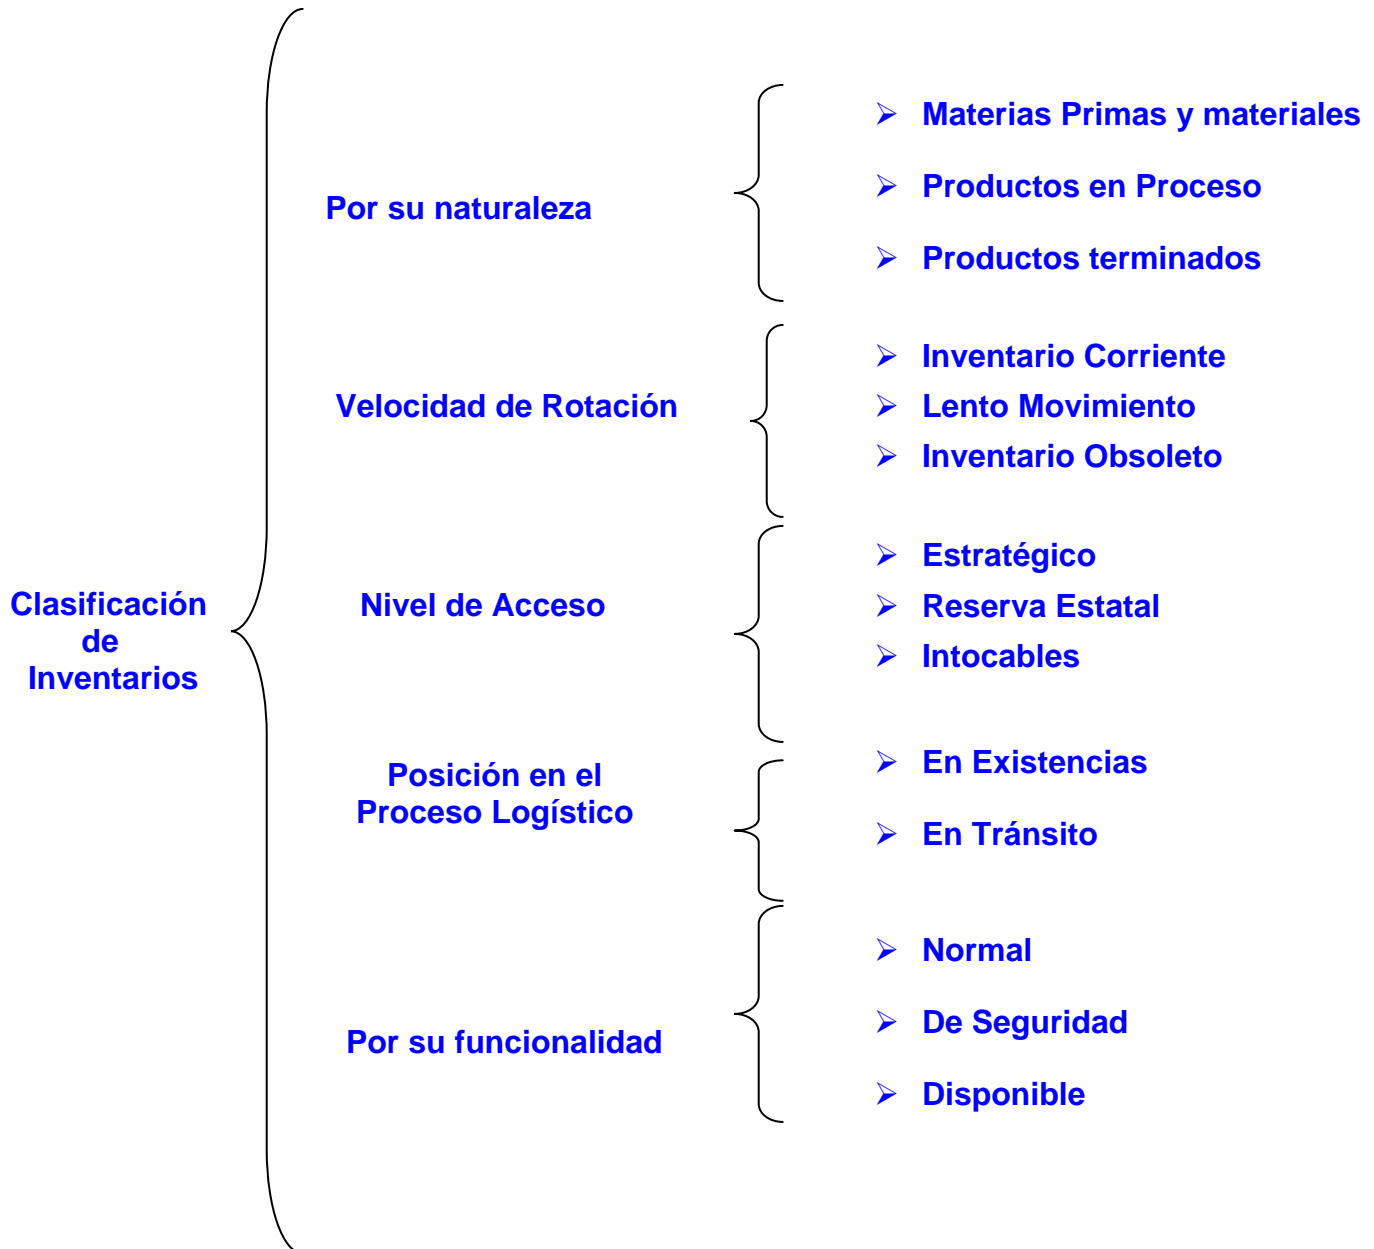 Clasificación
de
Inventarios
Por su naturaleza
➢ Materias Primas y materiales
➢ Productos en Proceso
➢ Productos terminados
Velocidad de Rotación
➢ Inventario Corriente
➢ Lento Movimiento
➢ Inventario Obsoleto
Nivel de Acceso
➢ Estratégico
➢ Reserva Estatal
➢ Intocables
Posición en el
Proceso Logístico
➢ En Existencias
➢ En Tránsito
Por su funcionalidad
➢ Normal
➢ De Seguridad
➢ Disponible